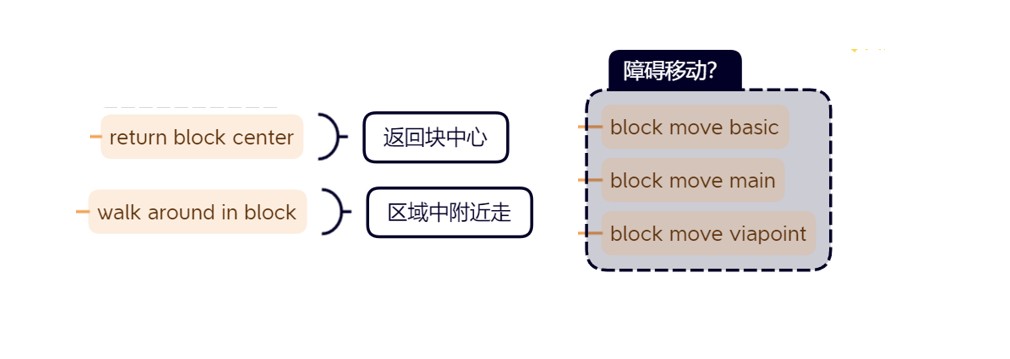 return block center
返回块中心
walk around in block
区域中附近走
障碍移动?
block move basic
block move main
block move viapoint